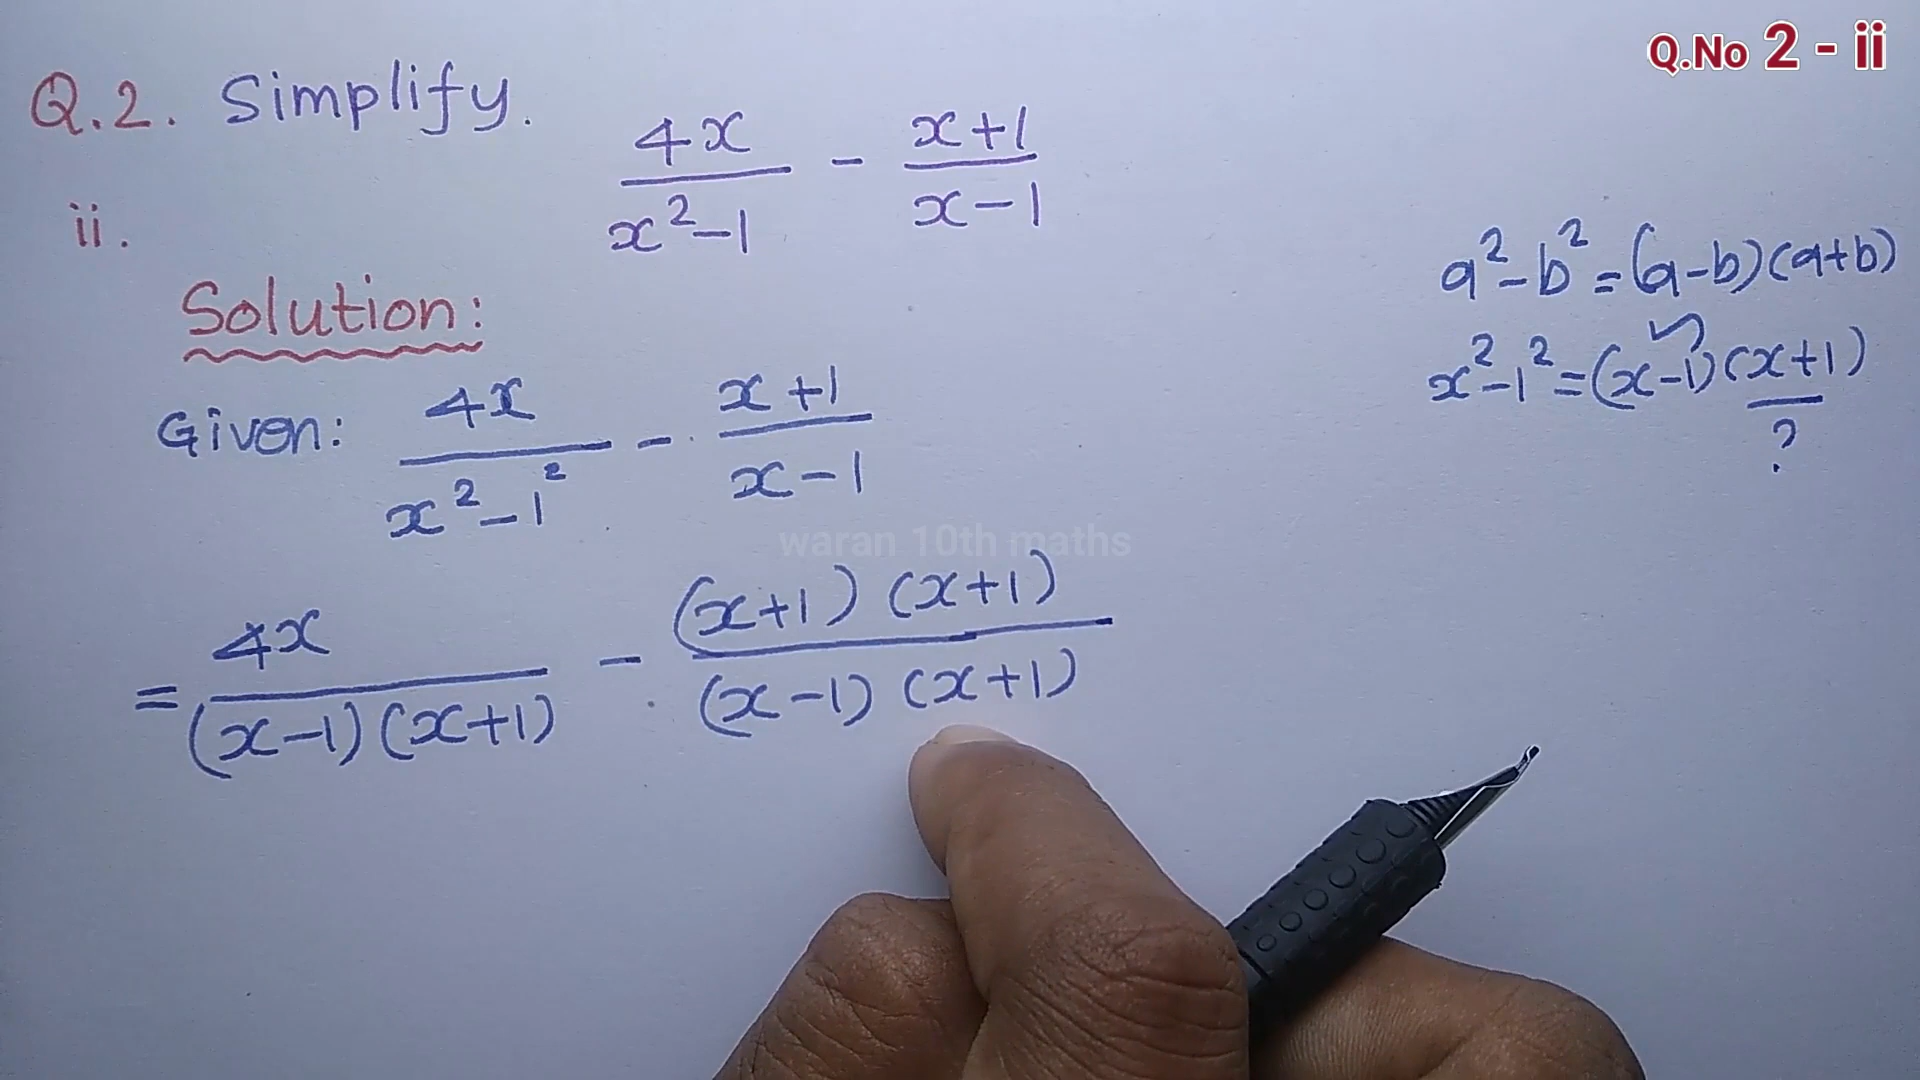 Q.No 2 - ii
Q.2. Simplify.
ii. 4x/(x²-1) - (x+1)/(x-1)
a²-b²=(a-b)(a+b)
Solution:
x²-1²=(x-1)(x+1)
?
Given: 4x/(x²-1²) - (x+1)/(x-1)
waran 10th maths
= 4x/((x-1)(x+1)) - ((x+1)(x+1))/((x-1)(x+1))